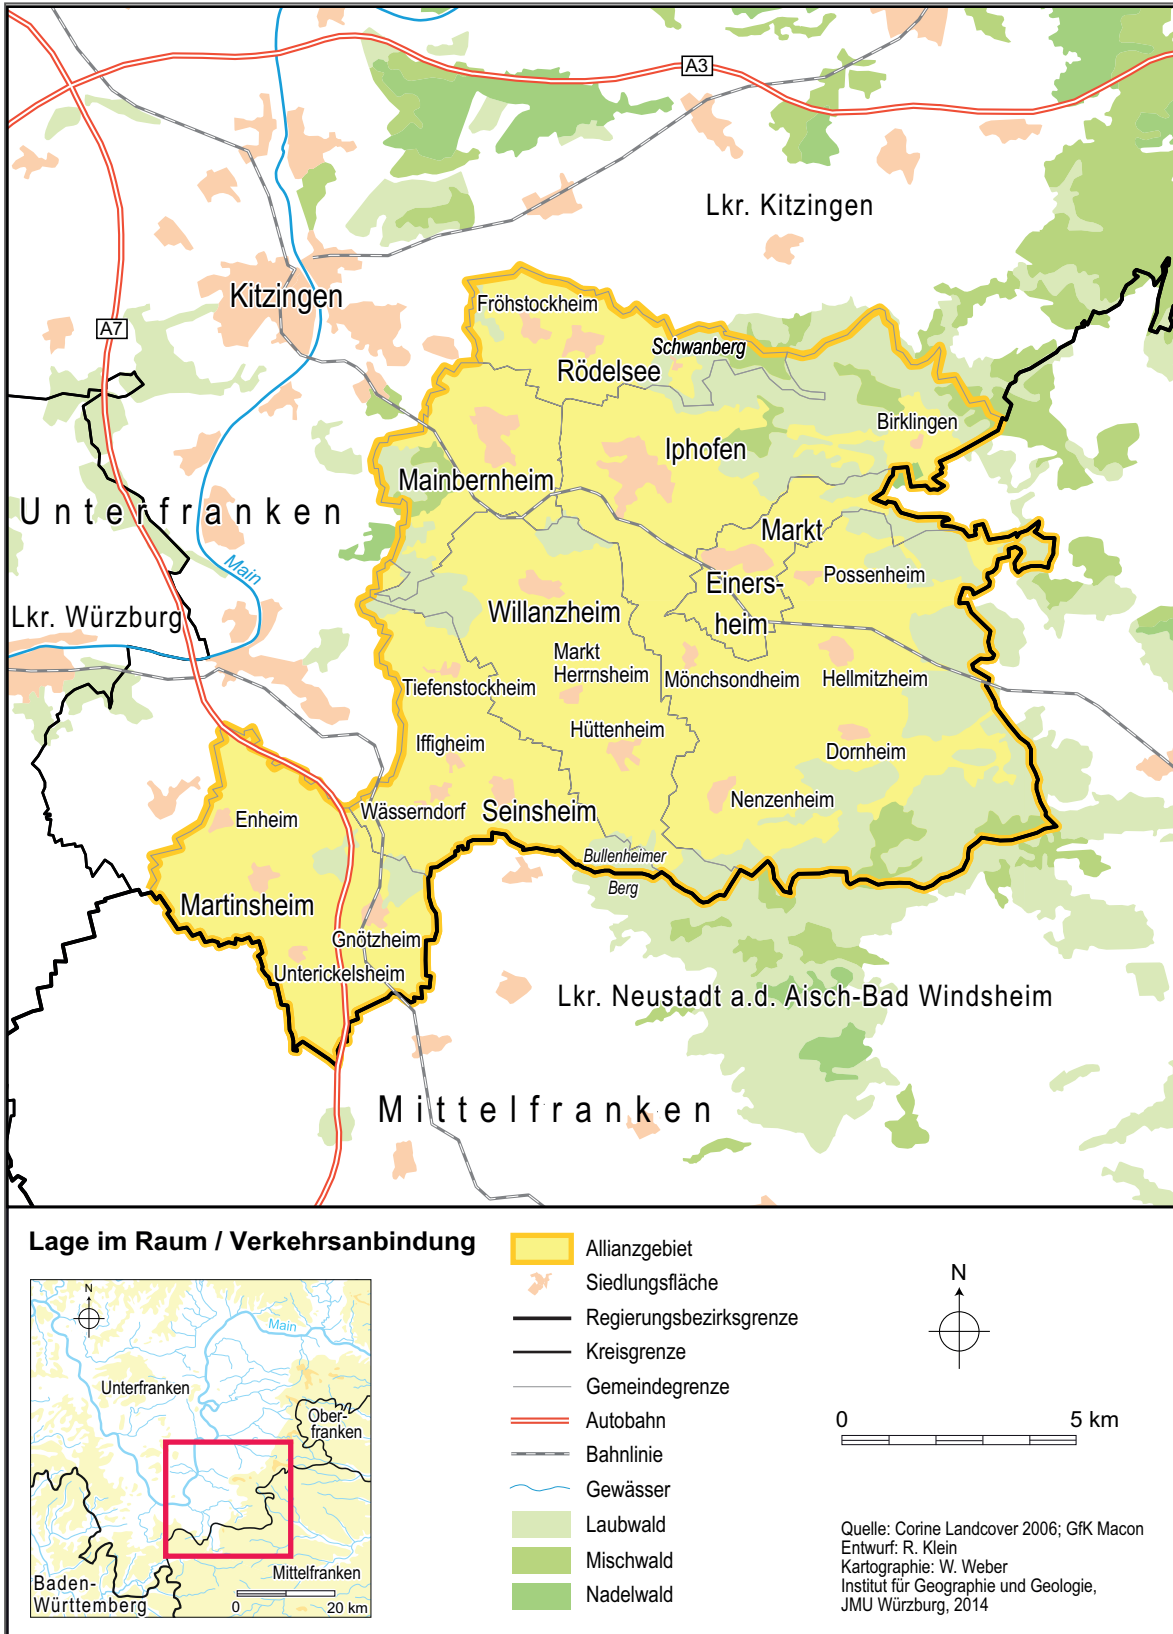 A3
Lkr. Kitzingen
Kitzingen
Fröhstockheim
A7
Schwanberg
Rödelsee
Birklingen
Iphofen
Mainbernheim
Unterfranken
Markt
Main
Possenheim
Einers-
heim
Willanzheim
Lkr. Würzburg
Markt
Herrnsheim
Mönchsondheim
Hellmitzheim
Tiefenstockheim
Hüttenheim
Iffigheim
Dornheim
Nenzenheim
Wässerndorf
Seinsheim
Enheim
Bullenheimer
Berg
Martinsheim
Gnötzheim
Unterickelsheim
Lkr. Neustadt a.d. Aisch-Bad Windsheim
Mittelfranken
Lage im Raum / Verkehrsanbindung
N
Main
Unterfranken
Ober-
franken
Mittelfranken
Baden-
Württemberg
0 20 km
Allianzgebiet
Siedlungsfläche
Regierungsbezirksgrenze
Kreisgrenze
Gemeindegrenze
Autobahn
Bahnlinie
Gewässer
Laubwald
Mischwald
Nadelwald
N
0 5 km
Quelle: Corine Landcover 2006; GfK Macon
Entwurf: R. Klein
Kartographie: W. Weber
Institut für Geographie und Geologie,
JMU Würzburg, 2014